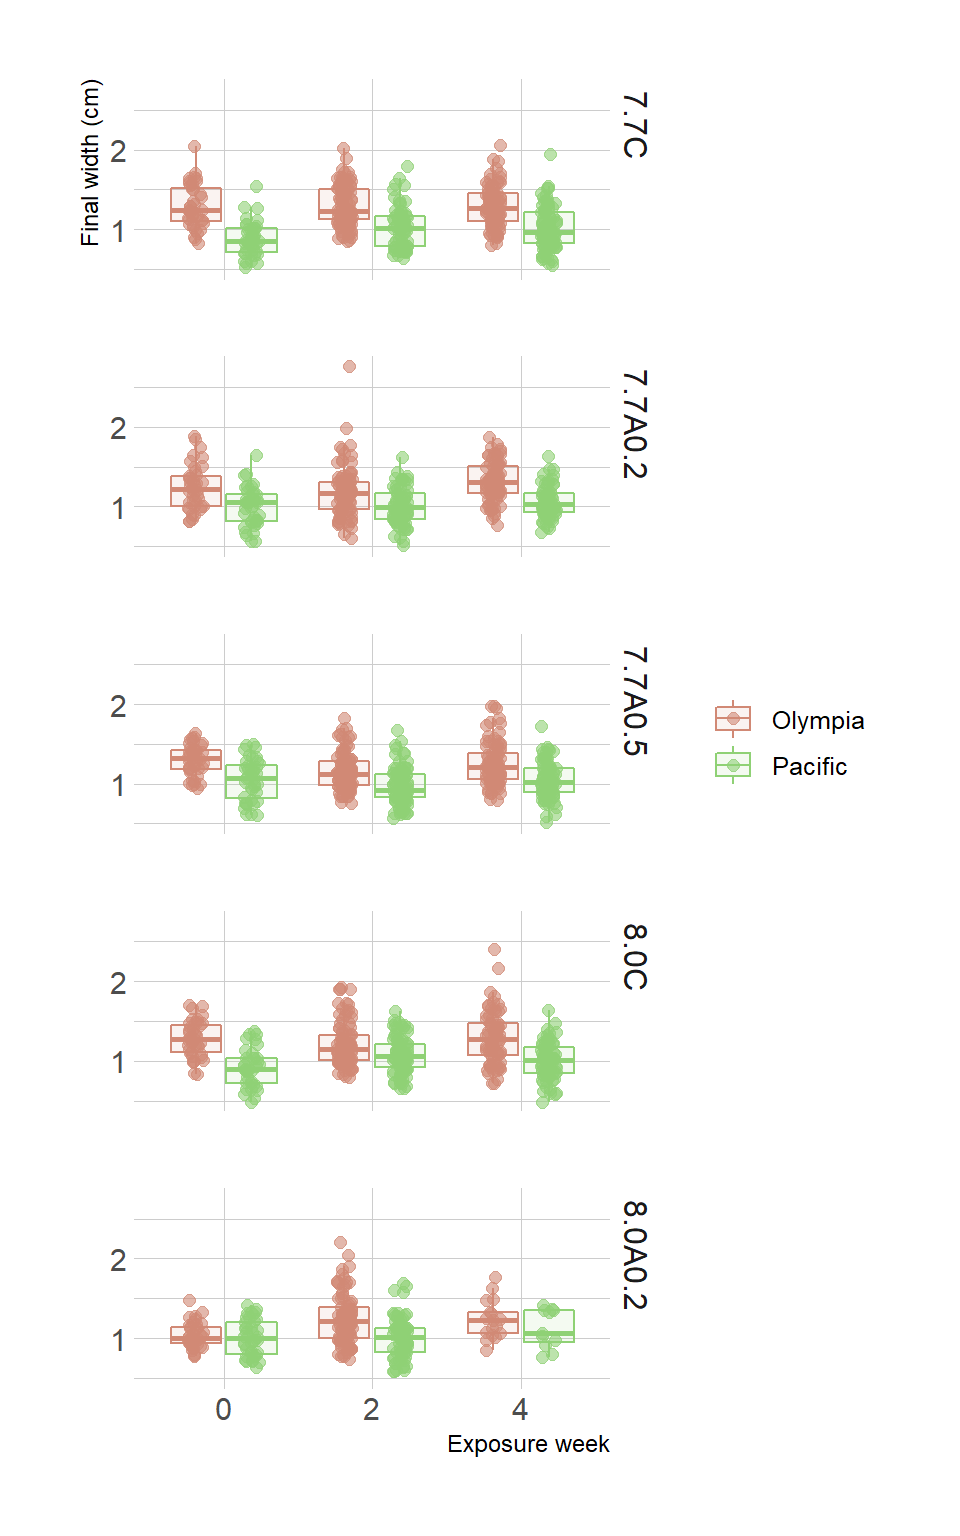 Final width (cm)
2
1
7.7C
2
1
7.7A0.2
2
1
7.7A0.5
Olympia
Pacific
2
1
8.0C
2
1
8.0A0.2
0 2 4
Exposure week